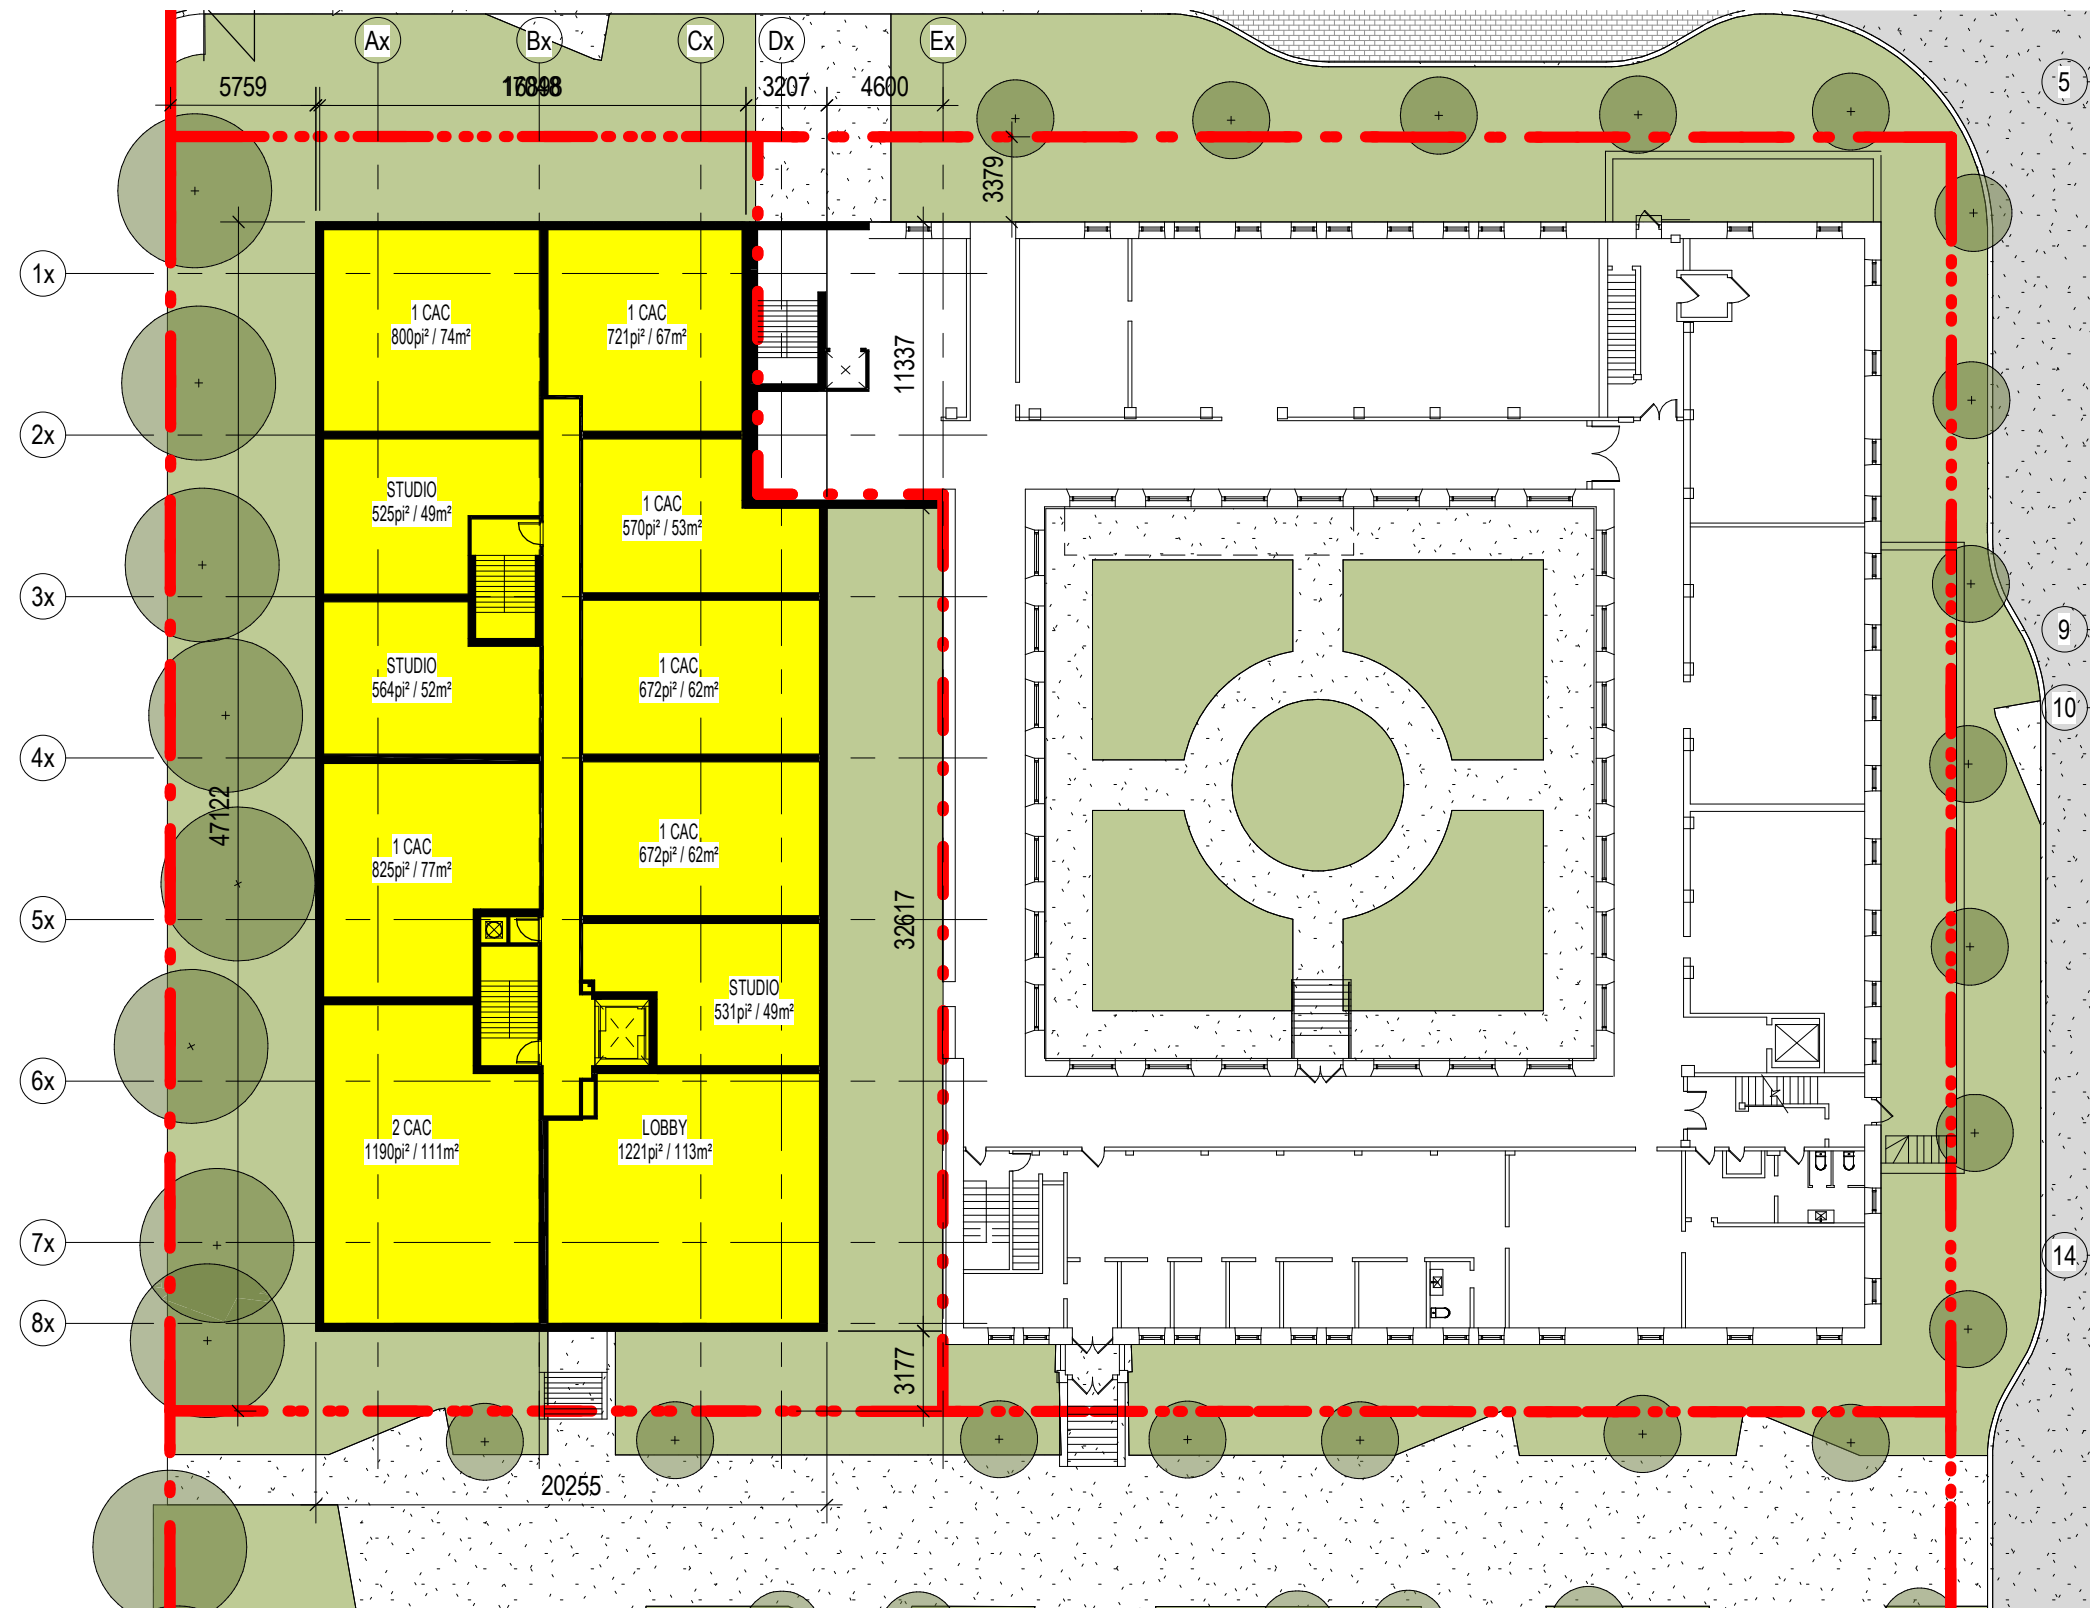 Ax
Bx
Cx
Dx
Ex
5
5759
3207
4600
3379
1x
1 CAC
800pi² / 74m²
1 CAC
721pi² / 67m²
11337
2x
STUDIO
525pi² / 49m²
1 CAC
570pi² / 53m²
3x
9
STUDIO
564pi² / 52m²
1 CAC
672pi² / 62m²
10
4x
47122
1 CAC
825pi² / 77m²
1 CAC
672pi² / 62m²
5x
32617
STUDIO
531pi² / 49m²
6x
2 CAC
1190pi² / 111m²
LOBBY
1221pi² / 113m²
7x
14
8x
3177
20255